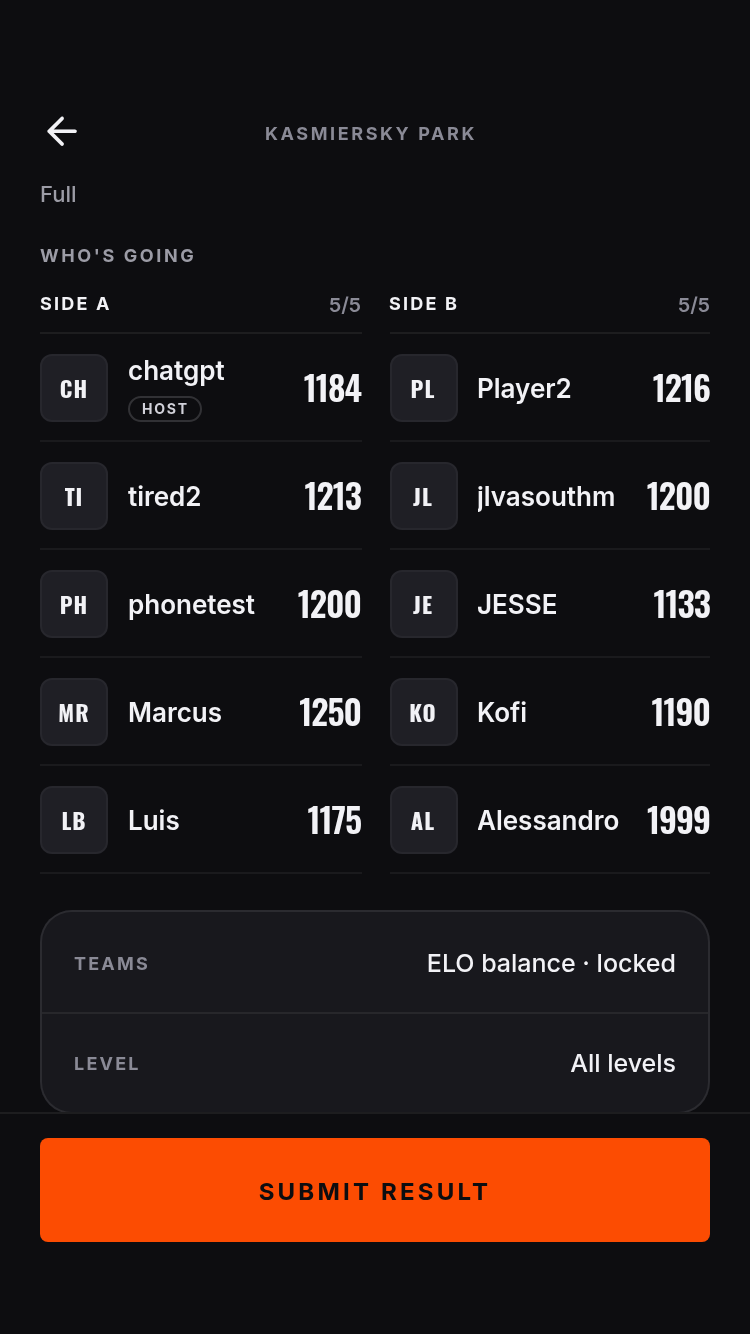 KASMIERSKY PARK
Full
WHO'S GOING
SIDE A 5/5
CH chatgpt 1184
HOST
TI tired2 1213
PH phonetest 1200
MR Marcus 1250
LB Luis 1175
SIDE B 5/5
PL Player2 1216
JL jlvasouthm 1200
JE JESSE 1133
KO Kofi 1190
AL Alessandro 1999
TEAMS ELO balance · locked
LEVEL All levels
SUBMIT RESULT